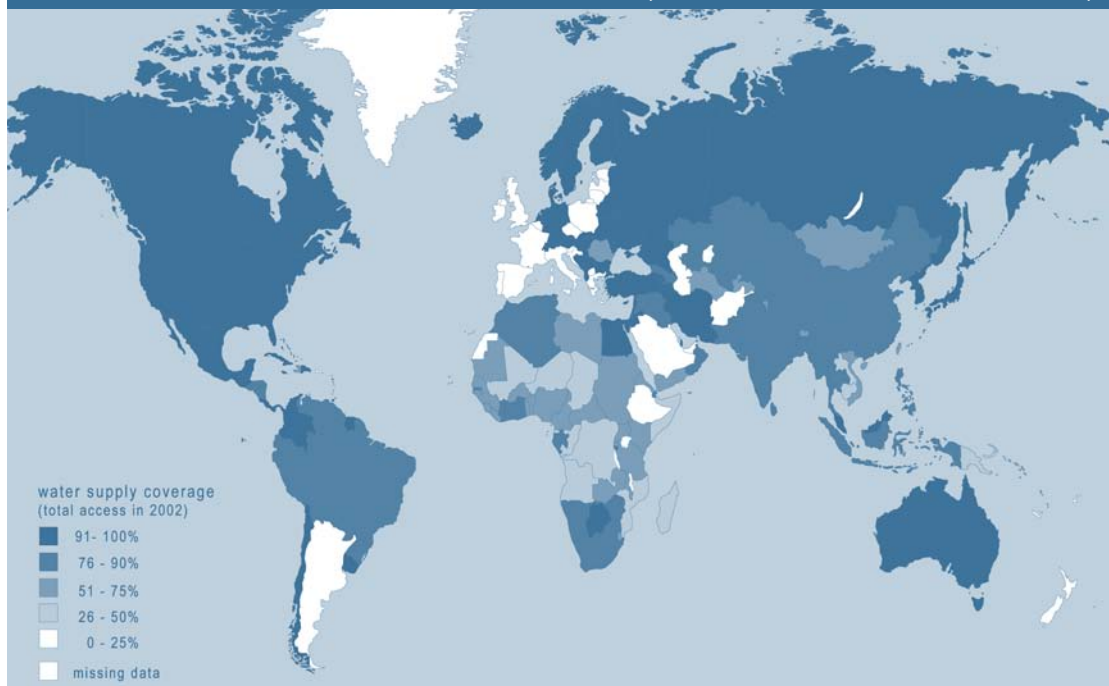 water supply coverage
(total access in 2002)
91- 100%
76 - 90%
51 - 75%
26 - 50%
0 - 25%
missing data